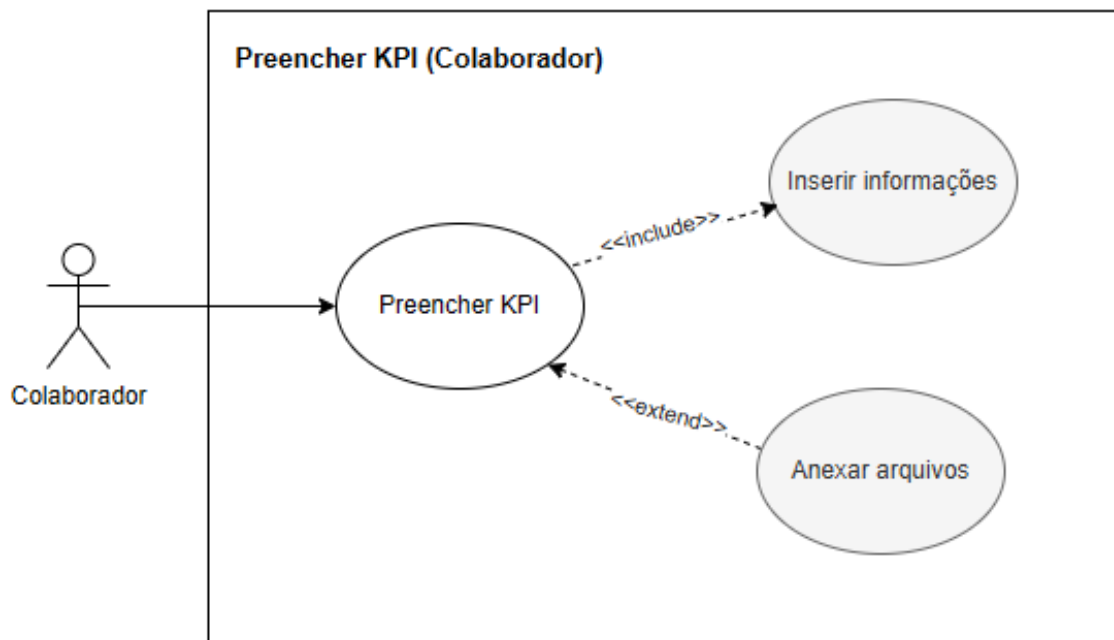 Preencher KPI (Colaborador)
Inserir informações
<<include>>
Preencher KPI
Colaborador
<<extend>>
Anexar arquivos